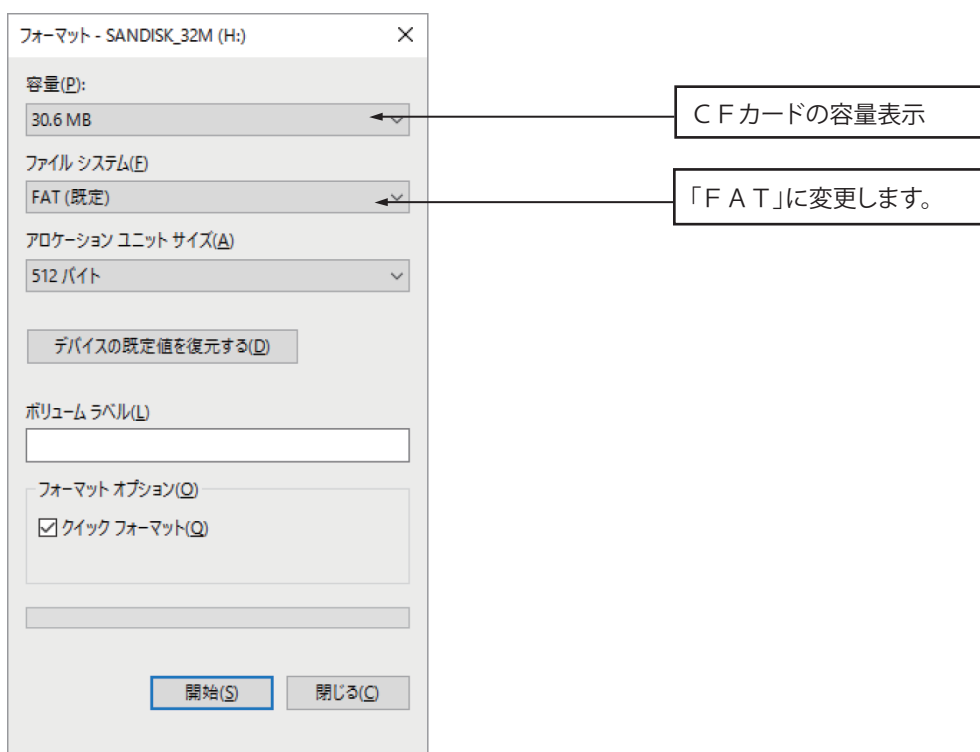 フォーマット - SANDISK_32M (H:)
容量(P):
30.6 MB
CFカードの容量表示
ファイル システム(F)
FAT (既定)
「FAT」に変更します。
アロケーション ユニット サイズ(A)
512 バイト
デバイスの既定値を復元する(D)
ボリューム ラベル(L)
フォーマット オプション(O)
クイック フォーマット(Q)
開始(S)
閉じる(C)